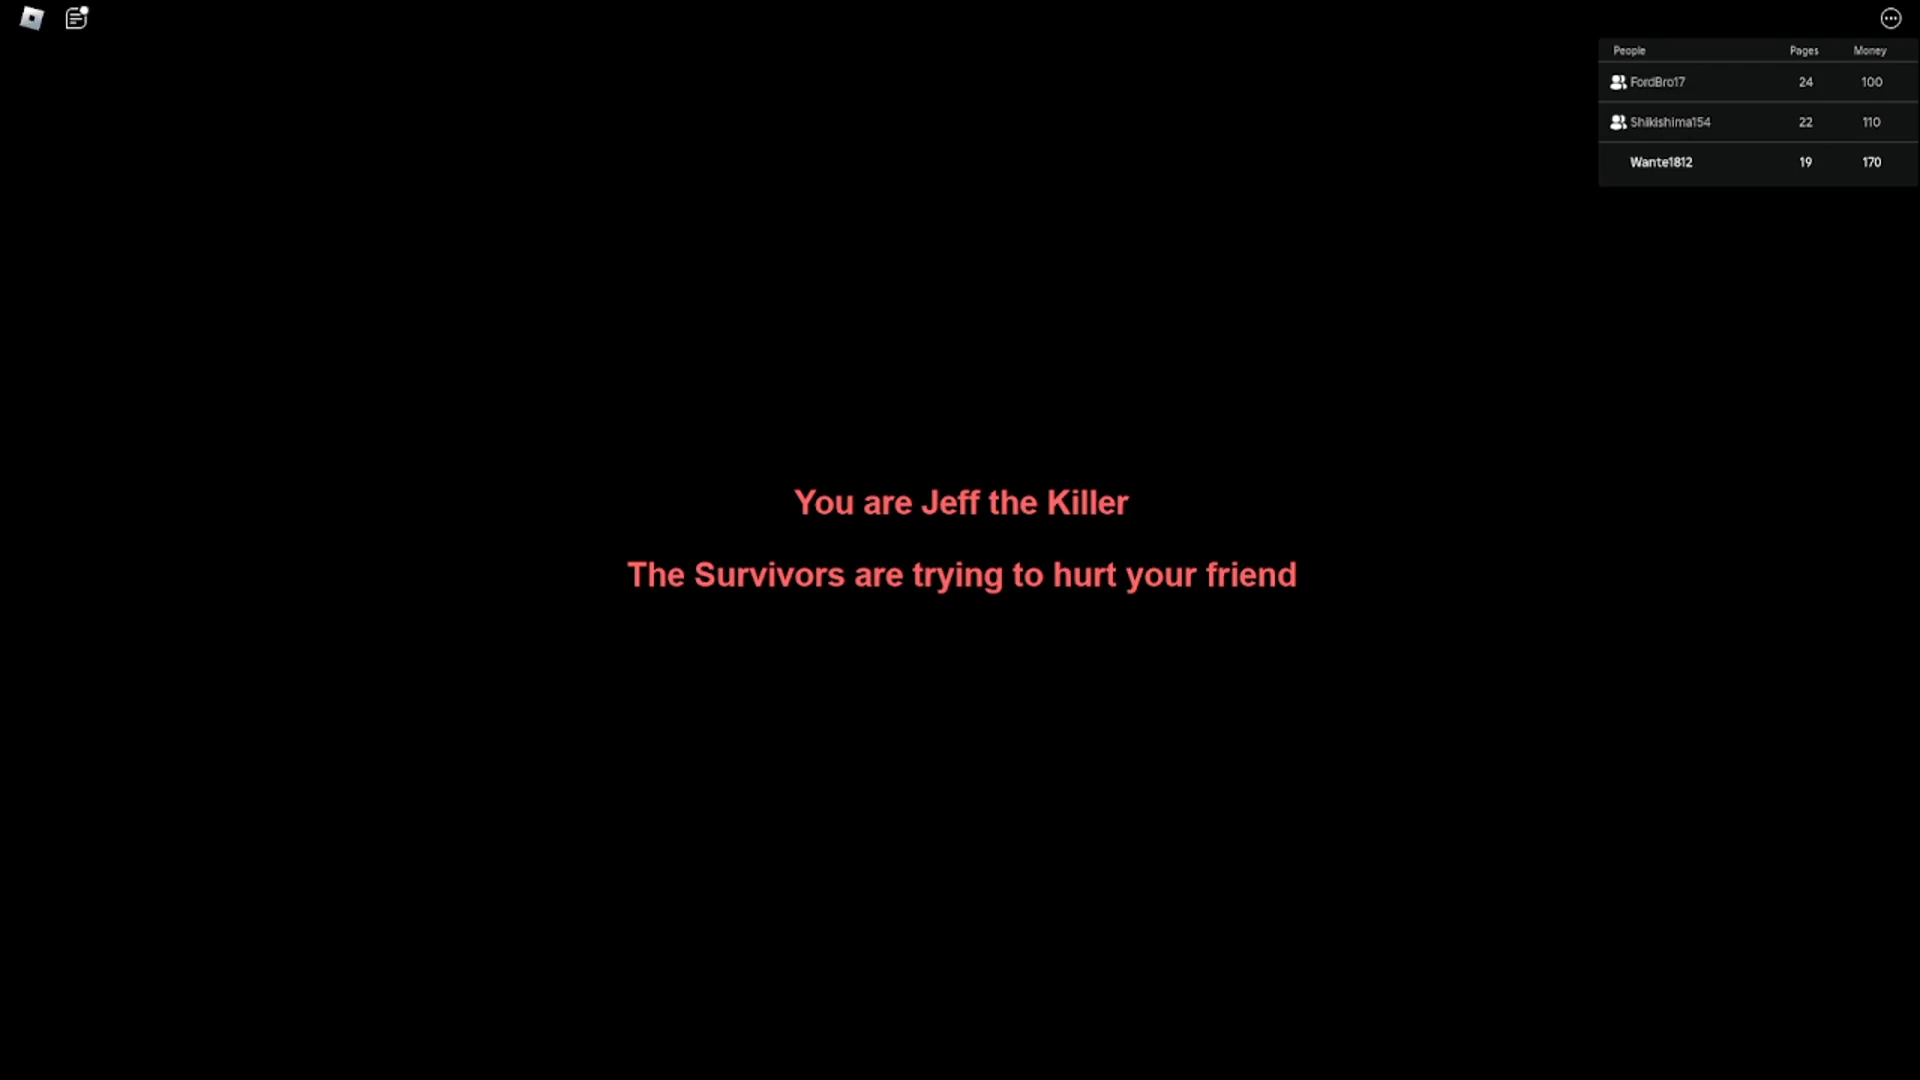 People Pages Money
FordBro17 24 100
Shikishima154 22 110
Wante1812 19 170
You are Jeff the Killer
The Survivors are trying to hurt your friend